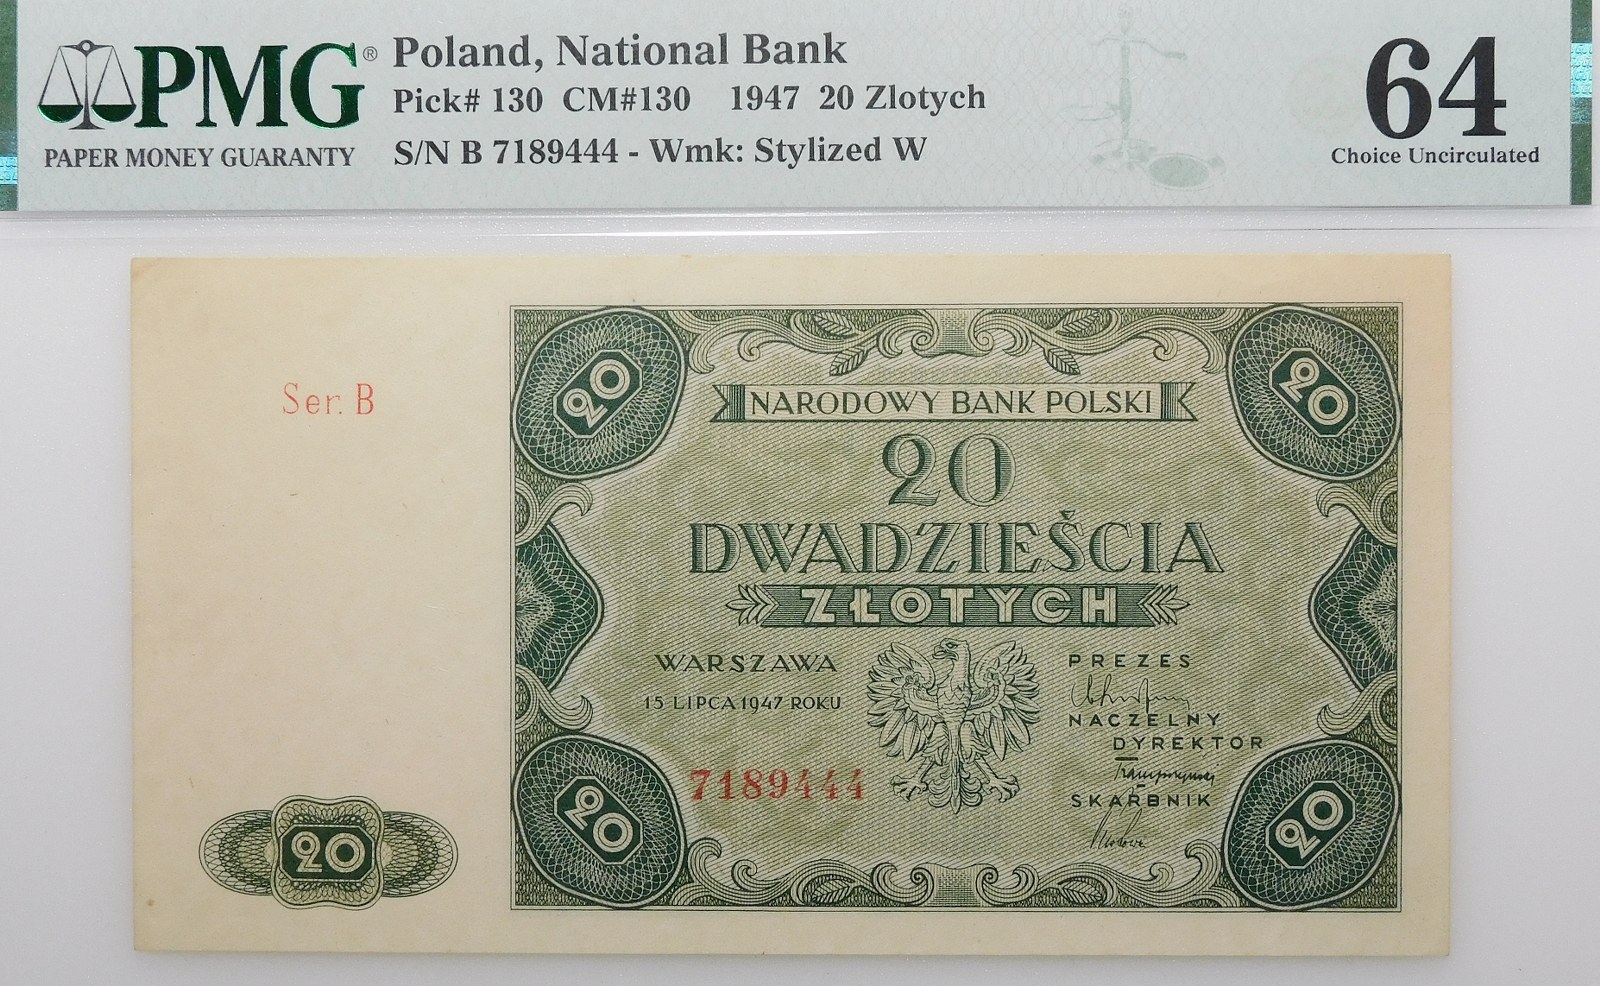 PMG®
PAPER MONEY GUARANTY
Poland, National Bank
Pick# 130 CM#130 1947 20 Zlotych
S/N B 7189444 - Wmk: Stylized W
64
Choice Uncirculated
20
20
Ser. B
NARODOWY BANK POLSKI
20
DWADZIEŚCIA
ZŁOTYCH
WARSZAWA
15 LIPCA 1947 ROKU
PREZES
NACZELNY
DYREKTOR
SKARBNIK
7189444
20
20
20